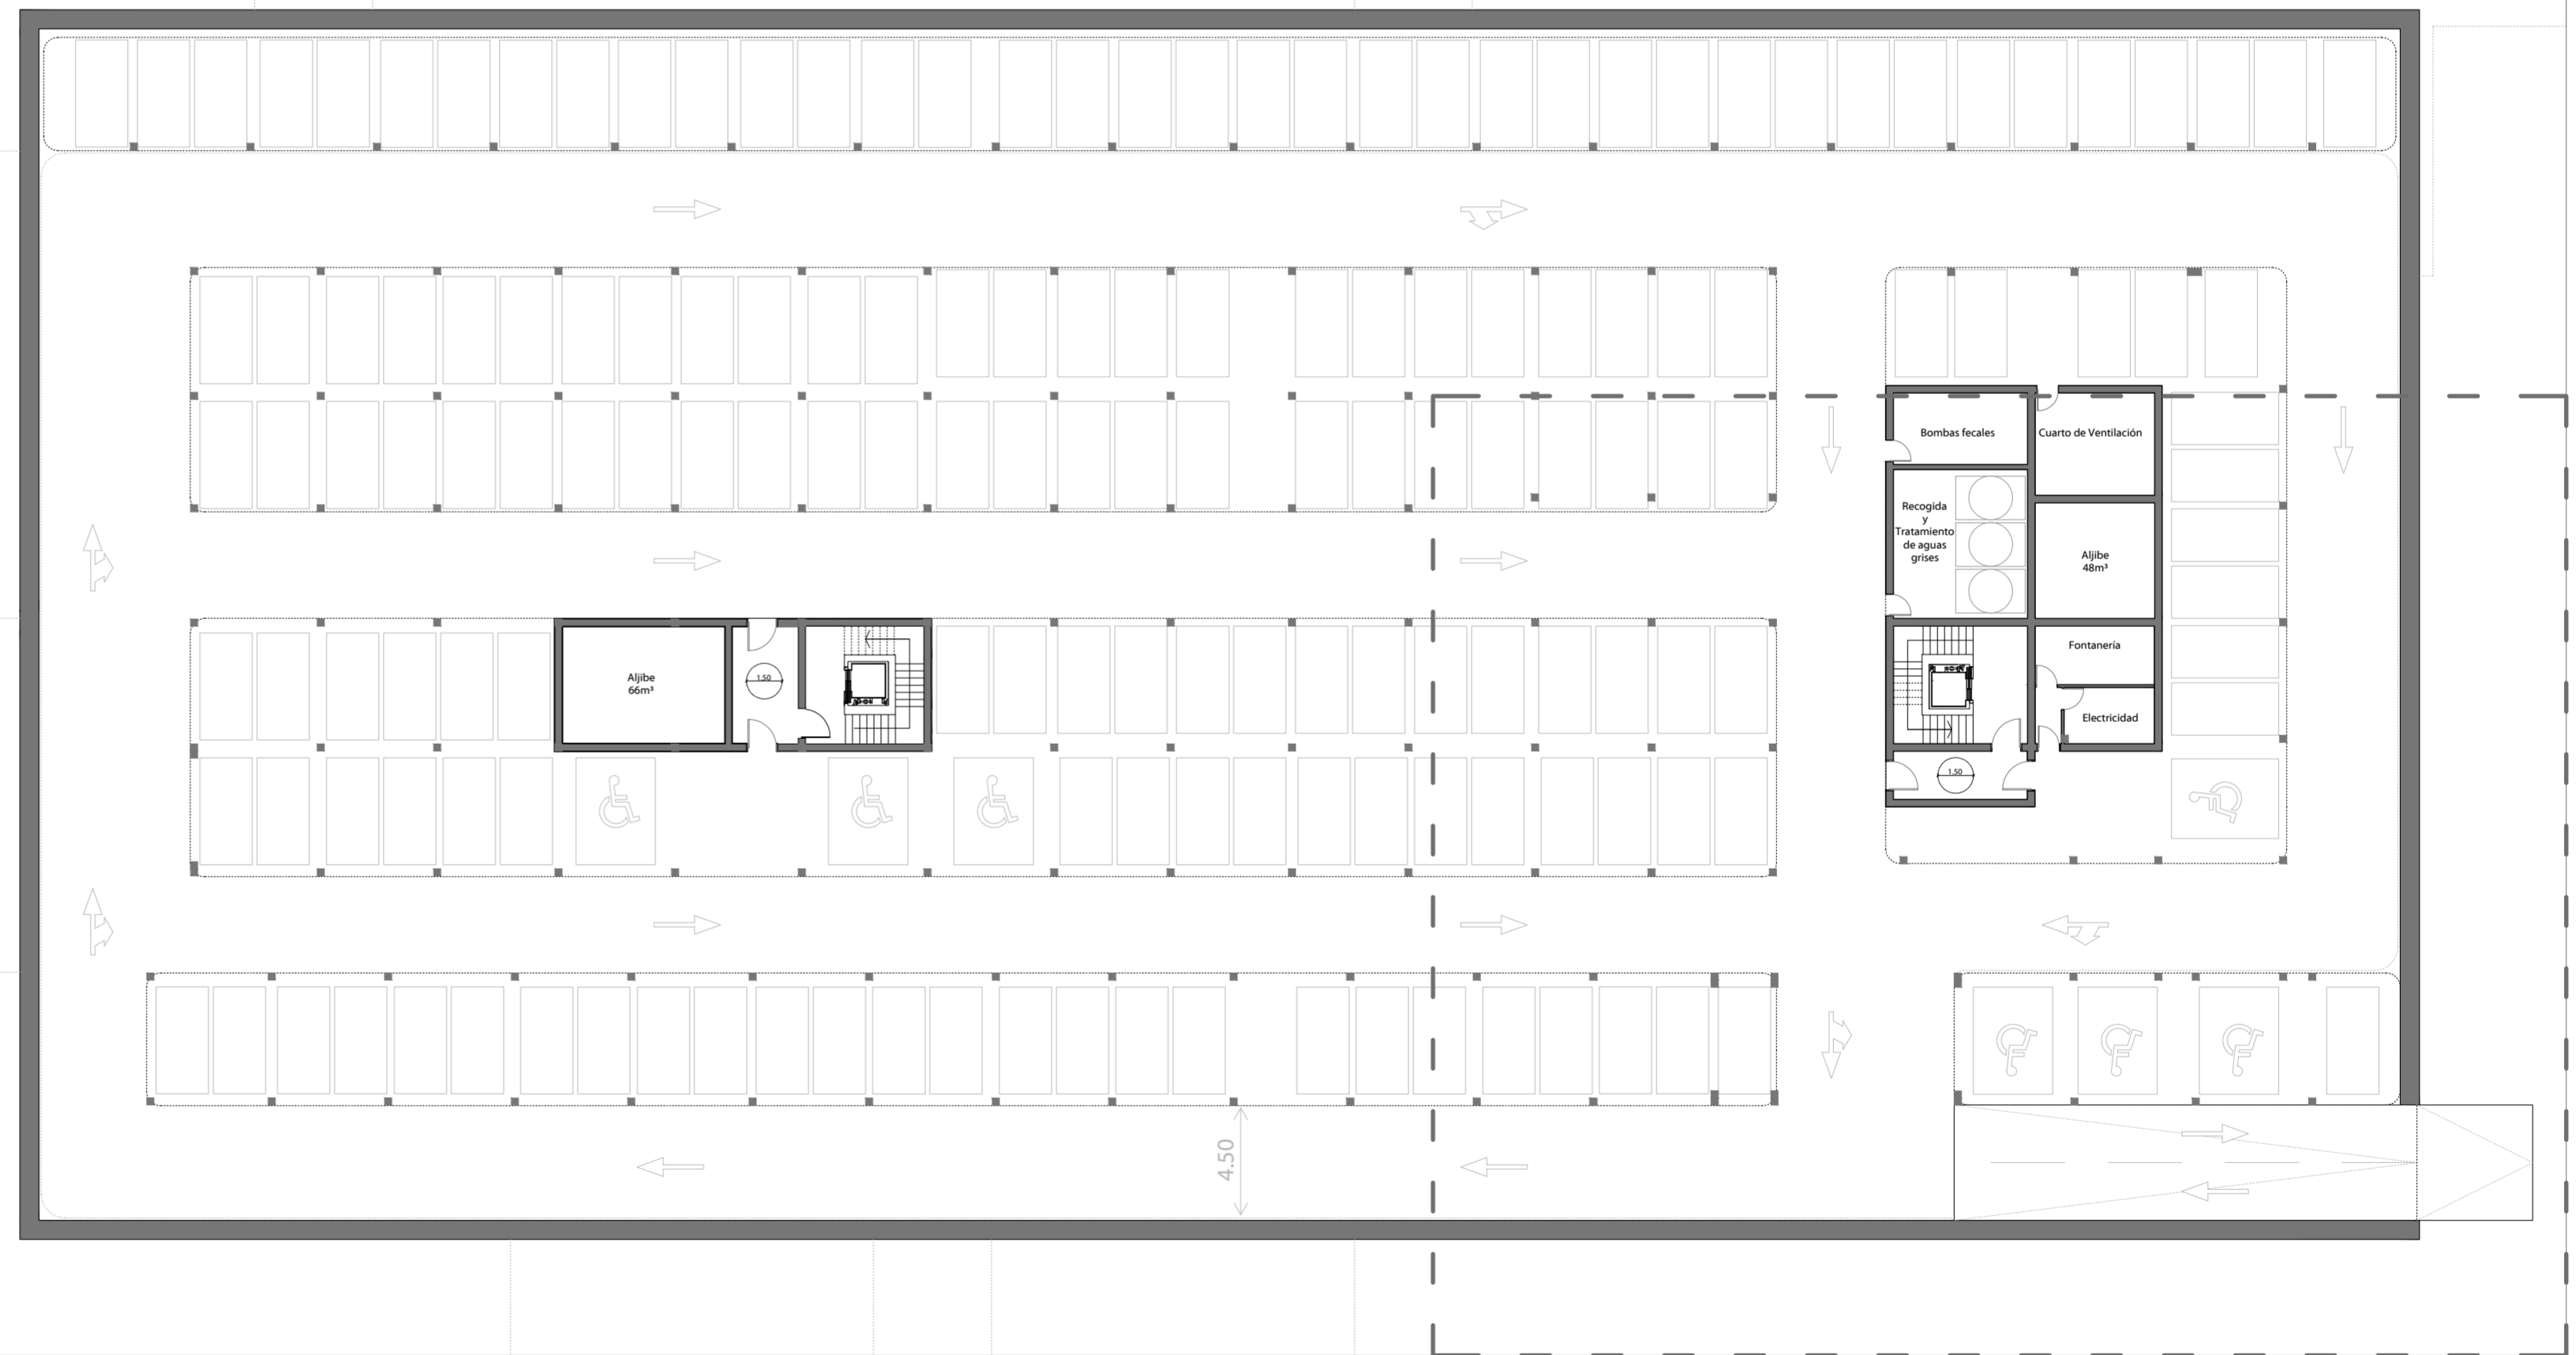 Bombas fecales
Cuarto de Ventilación
Recogida
y
Tratamiento
de aguas
grises
Aljibe
48m³
Fontanería
Electricidad
1.50
Aljibe
66m³
1.50
4.50